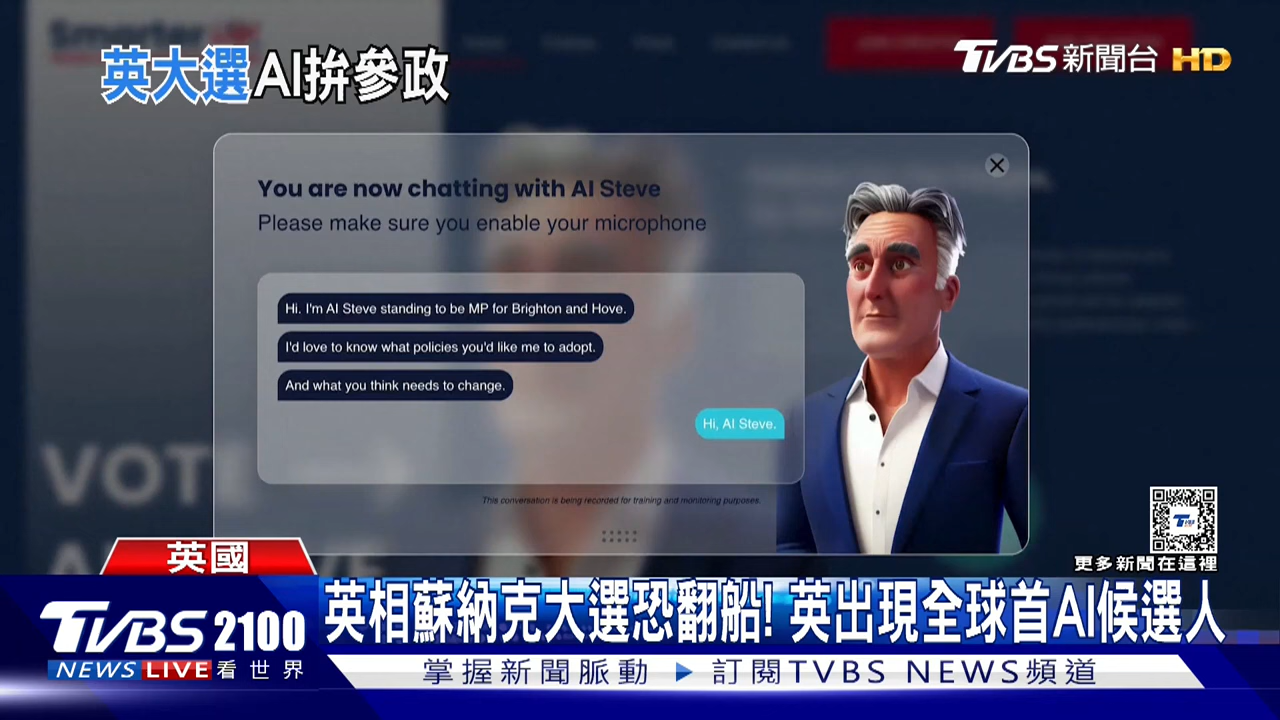 英大選AI拚參政
TVBS新聞台 HD
You are now chatting with AI Steve
Please make sure you enable your microphone
Hi. I'm AI Steve standing to be MP for Brighton and Hove.
I'd love to know what policies you'd like me to adopt.
And what you think needs to change.
Hi, AI Steve.
This conversation is being recorded for training and monitoring purposes.
VOTE
更多新聞在這裡
英國
英相蘇納克大選恐翻船! 英出現全球首AI候選人
TVBS 2100
NEWS LIVE 看世界
掌握新聞脈動 訂閱TVBS NEWS頻道